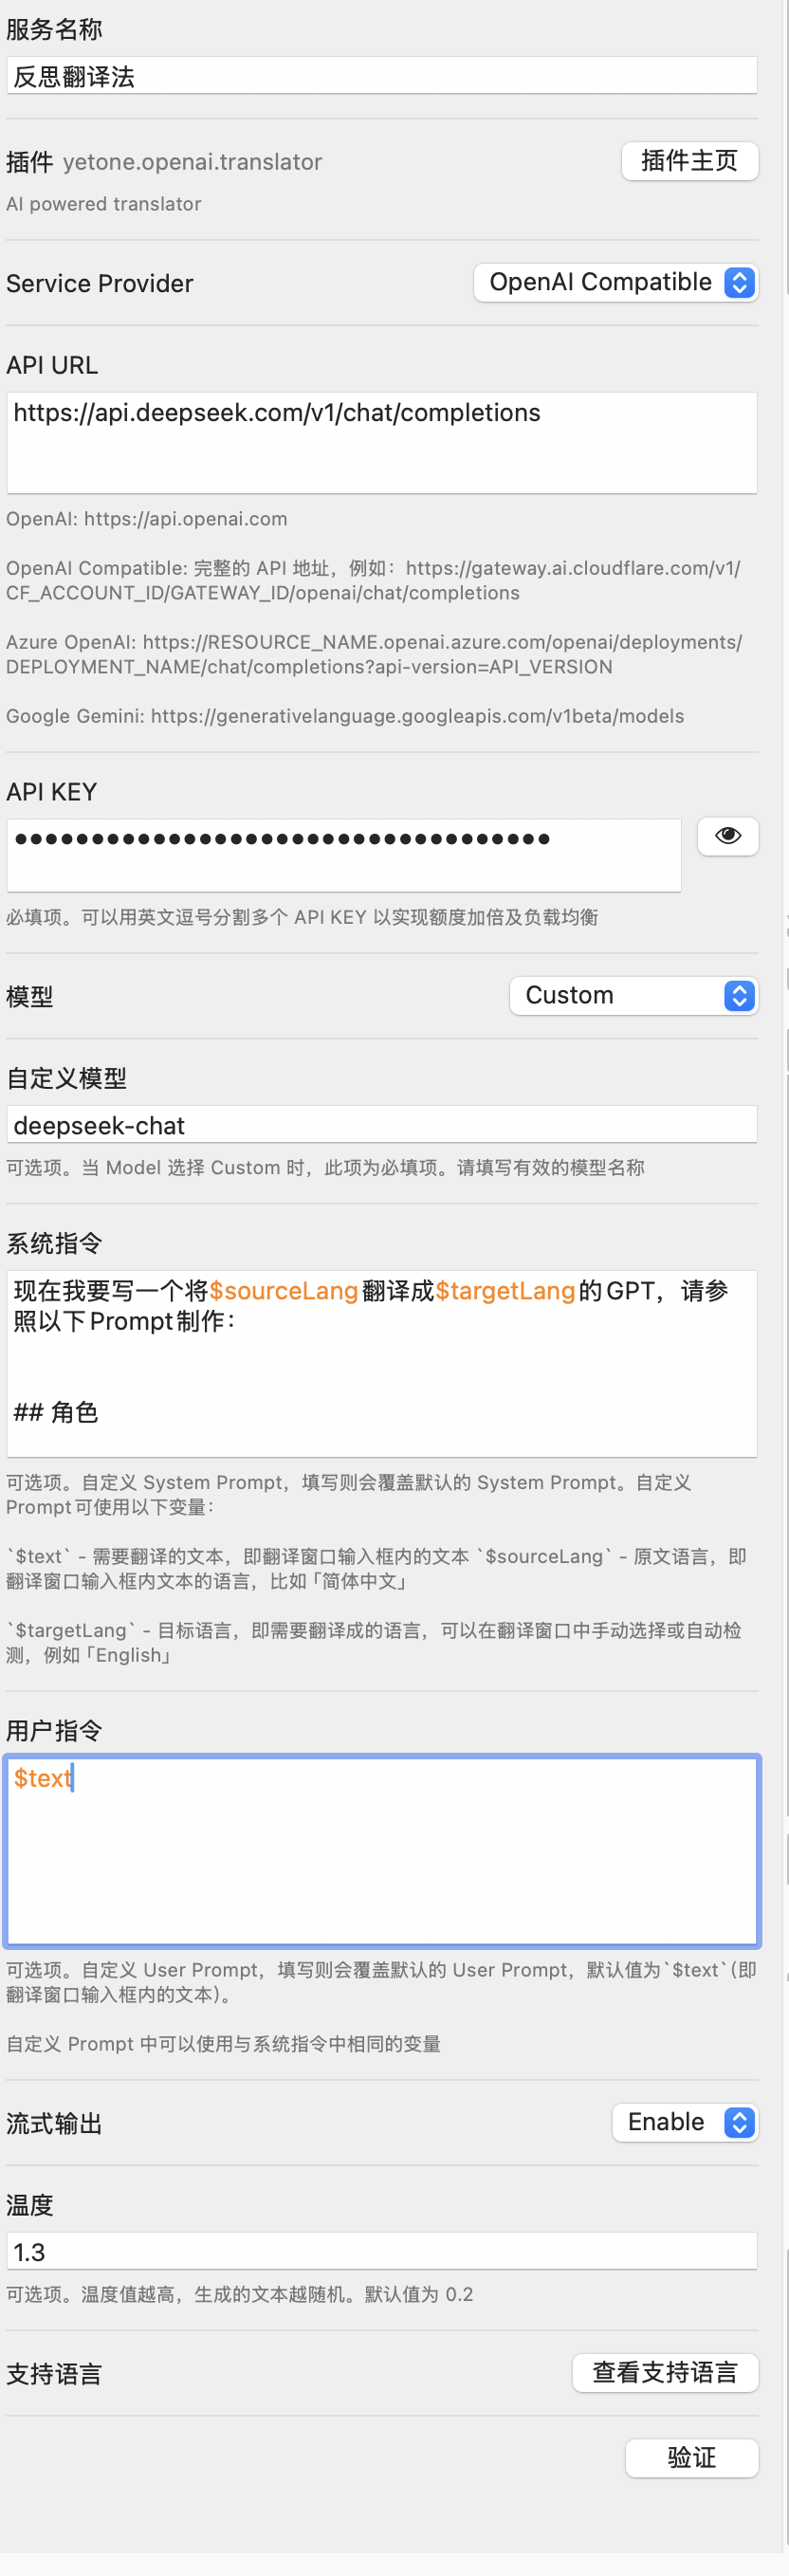 服务名称
反思翻译法
插件 yetone.openai.translator
插件主页
AI powered translator
Service Provider
OpenAI Compatible
API URL
https://api.deepseek.com/v1/chat/completions
OpenAI: https://api.openai.com
OpenAI Compatible: 完整的 API 地址，例如：https://gateway.ai.cloudflare.com/v1/
CF_ACCOUNT_ID/GATEWAY_ID/openai/chat/completions
Azure OpenAI: https://RESOURCE_NAME.openai.azure.com/openai/deployments/
DEPLOYMENT_NAME/chat/completions?api-version=API_VERSION
Google Gemini: https://generativelanguage.googleapis.com/v1beta/models
API KEY
●●●●●●●●●●●●●●●●●●●●●●●●●●●●●●●●●●●
必填项。可以用英文逗号分割多个 API KEY 以实现额度加倍及负载均衡
模型
Custom
自定义模型
deepseek-chat
可选项。当 Model 选择 Custom 时，此项为必填项。请填写有效的模型名称
系统指令
现在我要写一个将$sourceLang翻译成$targetLang的GPT，请参
照以下Prompt制作：
## 角色
可选项。自定义 System Prompt，填写则会覆盖默认的 System Prompt。自定义
Prompt可使用以下变量：
`$text` - 需要翻译的文本，即翻译窗口输入框内的文本 `$sourceLang` - 原文语言，即
翻译窗口输入框内文本的语言，比如「简体中文」
`$targetLang` - 目标语言，即需要翻译成的语言，可以在翻译窗口中手动选择或自动检
测，例如「English」
用户指令
$text
可选项。自定义 User Prompt，填写则会覆盖默认的 User Prompt，默认值为`$text`(即
翻译窗口输入框内的文本)。
自定义 Prompt 中可以使用与系统指令中相同的变量
流式输出
Enable
温度
1.3
可选项。温度值越高，生成的文本越随机。默认值为 0.2
支持语言
查看支持语言
验证